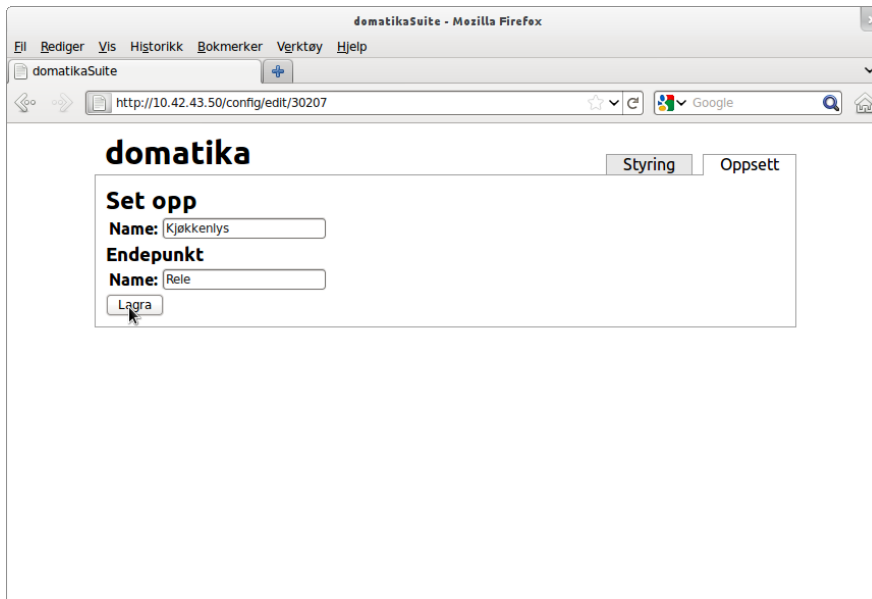 domatikaSuite - Mozilla Firefox
Fil Rediger Vis Historikk Bokmerker Verktøy Hjelp
domatikaSuite
http://10.42.43.50/config/edit/30207 Google
domatika
Styring Oppsett
Set opp
Name: Kjøkkenlys
Endepunkt
Name: Rele
Lagra